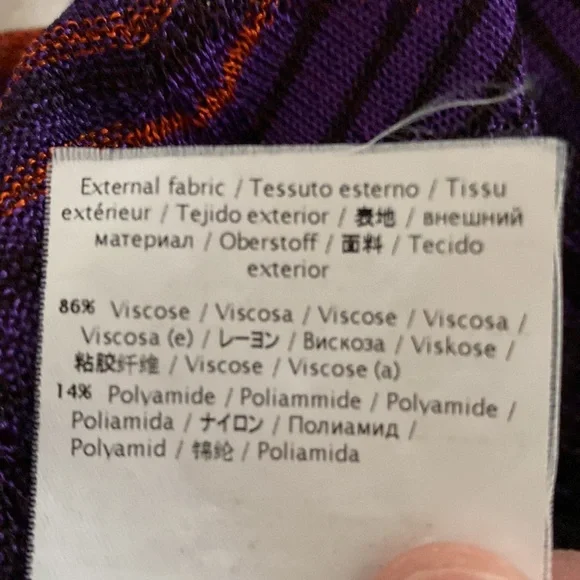 External fabric / Tessuto esterno / Tissu
extérieur / Tejido exterior / 表地 / внешний
материал / Oberstoff / 面料 / Tecido
exterior
86% Viscose / Viscosa / Viscose / Viscosa /
Viscosa (e) / レーヨン / Вискоза / Viskose /
粘胶纤维 / Viscose / Viscose (a)
14% Polyamide / Poliammide / Polyamide /
Poliamida / ナイロン / Полиамид /
Polyamid / 锦纶 / Poliamida